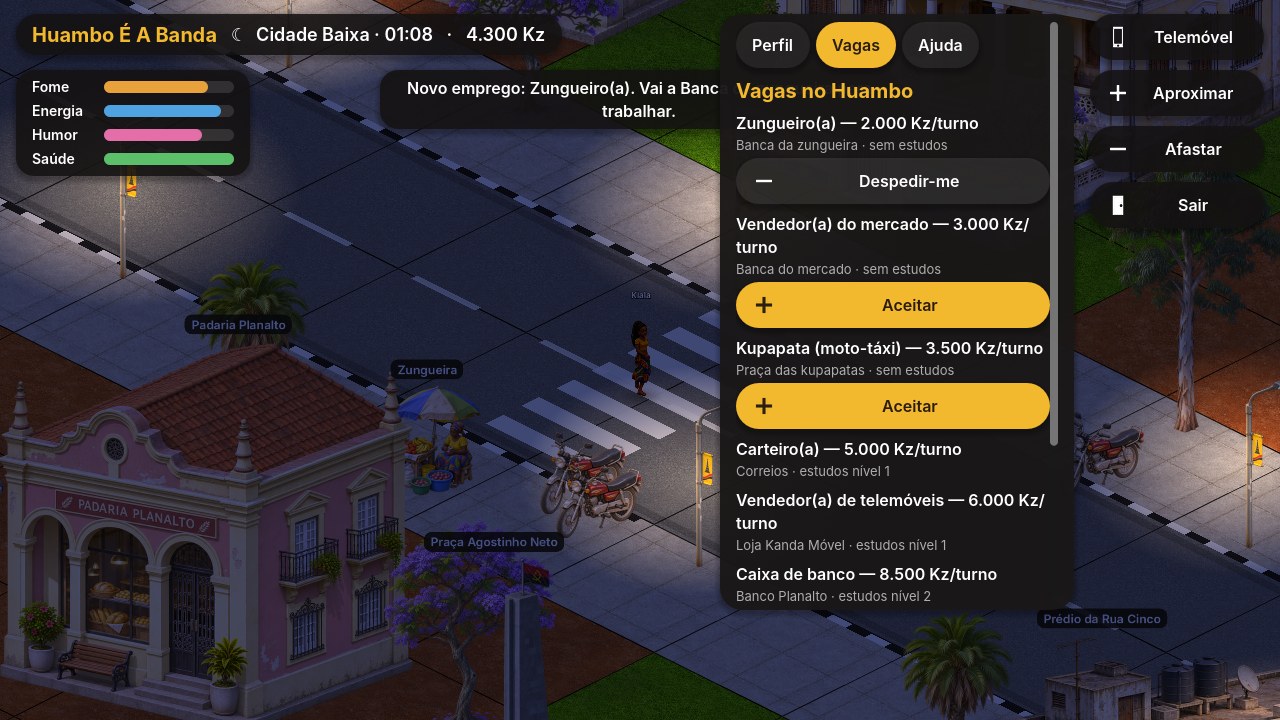 Huambo É A Banda ☾ Cidade Baixa · 01:08 · 4.300 Kz
Fome
Energia
Humor
Saúde
Novo emprego: Zungueiro(a). Vai a Banc
trabalhar.
Perfil
Vagas
Ajuda
Vagas no Huambo
Zungueiro(a) — 2.000 Kz/turno
Banca da zungueira · sem estudos
Despedir-me
Vendedor(a) do mercado — 3.000 Kz/
turno
Banca do mercado · sem estudos
Aceitar
Kupapata (moto-táxi) — 3.500 Kz/turno
Praça das kupapatas · sem estudos
Aceitar
Carteiro(a) — 5.000 Kz/turno
Correios · estudos nível 1
Vendedor(a) de telemóveis — 6.000 Kz/
turno
Loja Kanda Móvel · estudos nível 1
Caixa de banco — 8.500 Kz/turno
Banco Planalto · estudos nível 2
Telemóvel
Aproximar
Afastar
Sair
Kiala
Padaria Planalto
Zungueira
PADARIA PLANALTO
Praça Agostinho Neto
Prédio da Rua Cinco